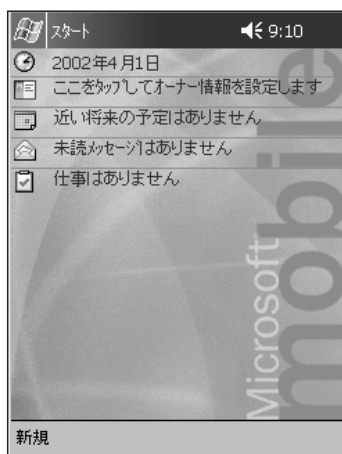 スタート 9:10
2002年4月1日
ここをタップしてオーナー情報を設定します
近い将来の予定はありません
未読メッセージはありません
仕事はありません
Microsoft
mobile
新規